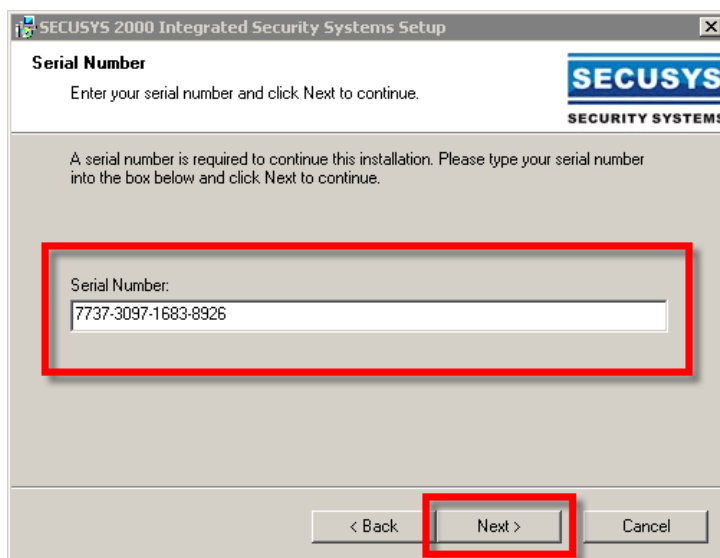 SECUSYS 2000 Integrated Security Systems Setup
Serial Number
Enter your serial number and click Next to continue.
SECUSYS
SECURITY SYSTEMS
A serial number is required to continue this installation. Please type your serial number
into the box below and click Next to continue.
Serial Number:
7737-3097-1683-8926
< Back
Next >
Cancel